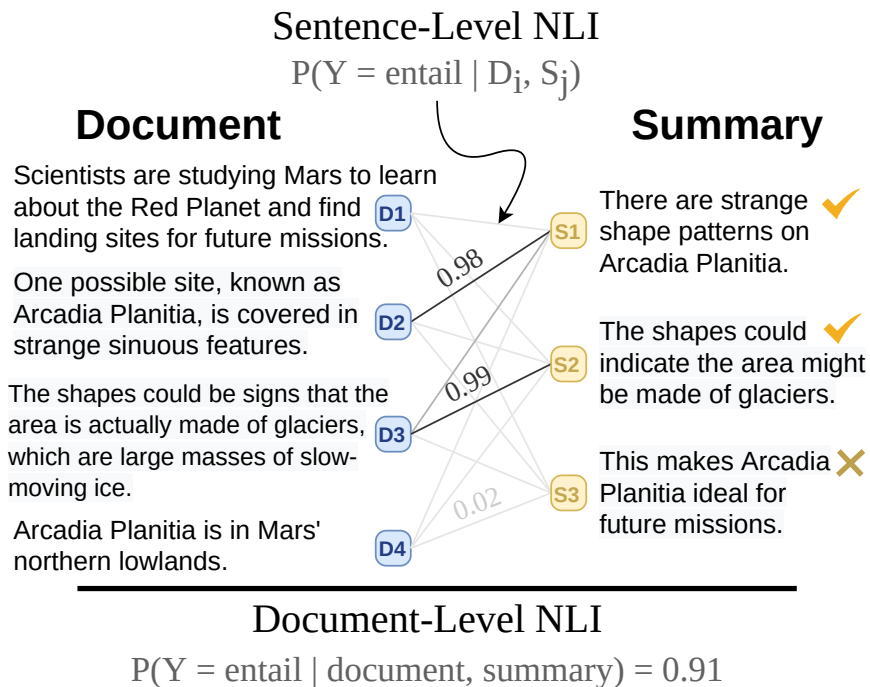 Sentence-Level NLI
P(Y = entail | Di, Sj)
Document
Summary
Scientists are studying Mars to learn
about the Red Planet and find
landing sites for future missions.
D1
One possible site, known as
Arcadia Planitia, is covered in
strange sinuous features.
D2
The shapes could be signs that the
area is actually made of glaciers,
which are large masses of slow-
moving ice.
D3
Arcadia Planitia is in Mars'
northern lowlands.
D4
0.98
0.99
0.02
S1
There are strange
shape patterns on
Arcadia Planitia.
S2
The shapes could
indicate the area might
be made of glaciers.
S3
This makes Arcadia
Planitia ideal for
future missions.
Document-Level NLI
P(Y = entail | document, summary) = 0.91